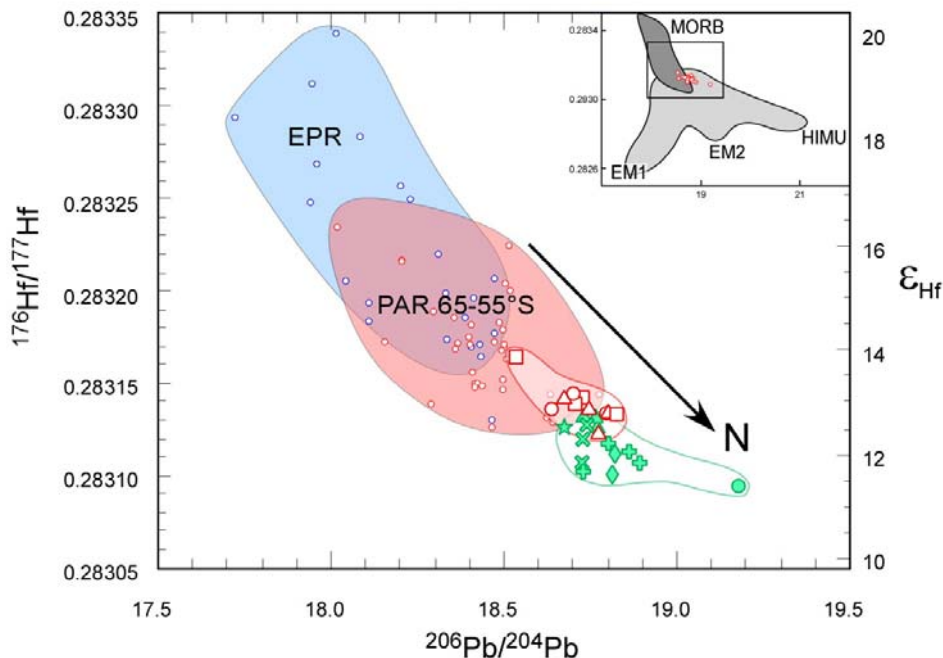 0.28335
0.28330
0.28325
0.28320
0.28315
0.28310
0.28305
¹⁷⁶Hf/¹⁷⁷Hf
17.5
18.0
18.5
19.0
19.5
²⁰⁶Pb/²⁰⁴Pb
20
18
16
14
12
10
εHf
EPR
PAR 65-55°S
N
0.2834
0.2830
0.2826
19
21
MORB
HIMU
EM2
EM1